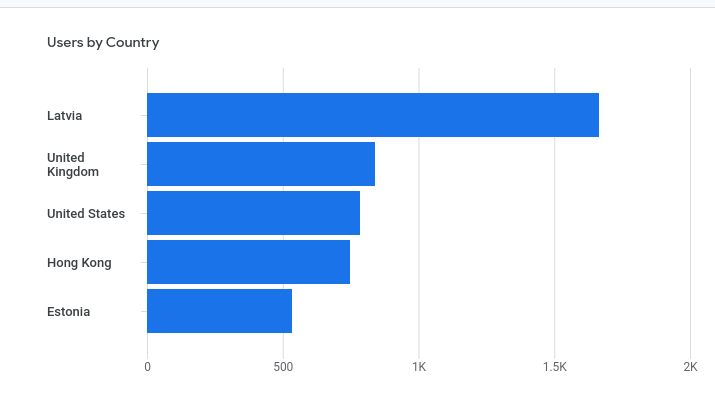 Users by Country
Latvia
United
Kingdom
United States
Hong Kong
Estonia
0 500 1K 1.5K 2K